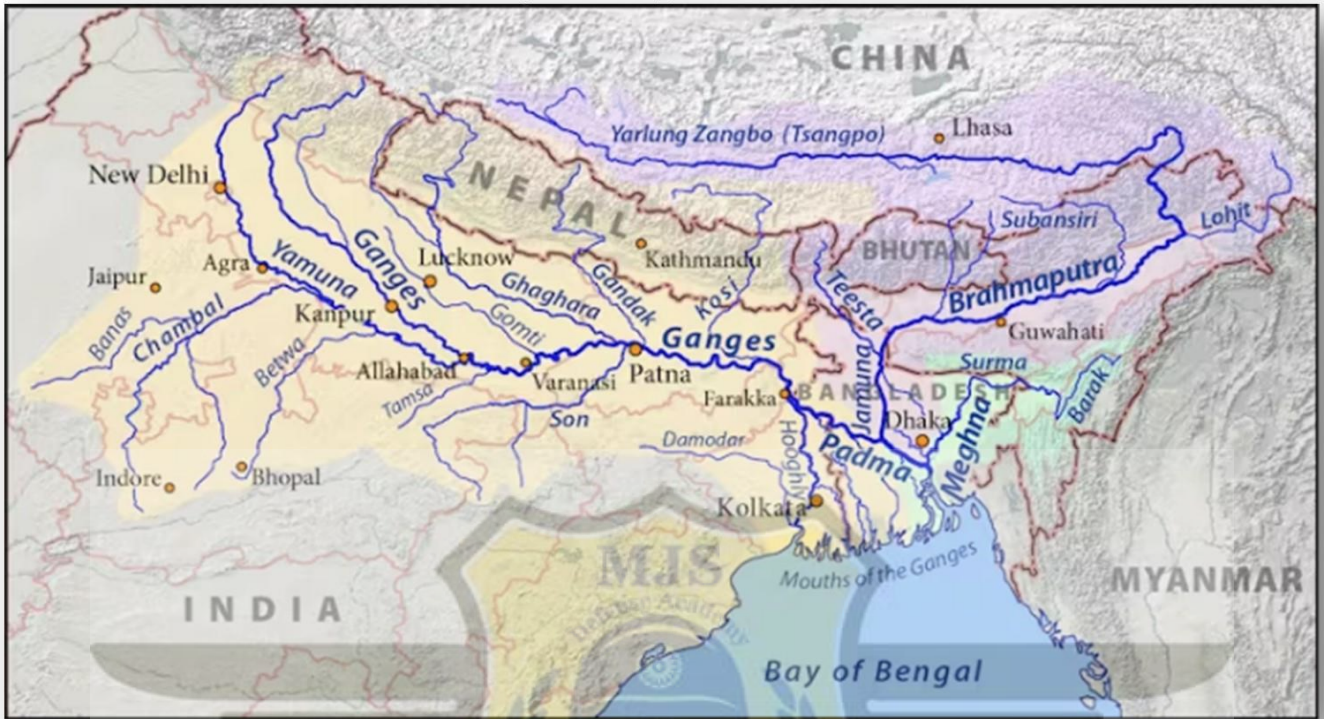 CHINA
Yarlung Zangbo (Tsangpo)
Lhasa
New Delhi
NEPAL
Subansiri
Lohit
BHUTAN
Kathmandu
Jaipur
Agra
Yamuna
Ganges
Lucknow
Ghaghara
Gandak
Kosi
Teesta
Brahmaputra
Guwahati
Banas
Chambal
Kanpur
Gomti
Ganges
Surma
Betwa
Allahabad
Varanasi
Patna
Jamuna
Barak
Tamsa
Farakka
BANGLADESH
Son
Dhaka
Meghna
Damodar
Hooghly
Padma
Indore
Bhopal
Kolkata
MJS
Defence Academy
Mouths of the Ganges
MYANMAR
INDIA
Bay of Bengal